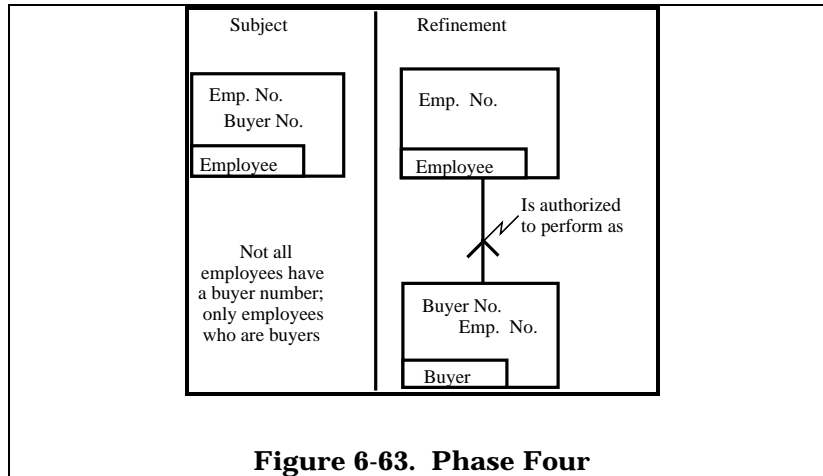 Subject
Emp. No.
Buyer No.
Employee
Not all
employees have
a buyer number;
only employees
who are buyers
Refinement
Emp. No.
Employee
Is authorized
to perform as
Buyer No.
Emp. No.
Buyer
Figure 6-63. Phase Four